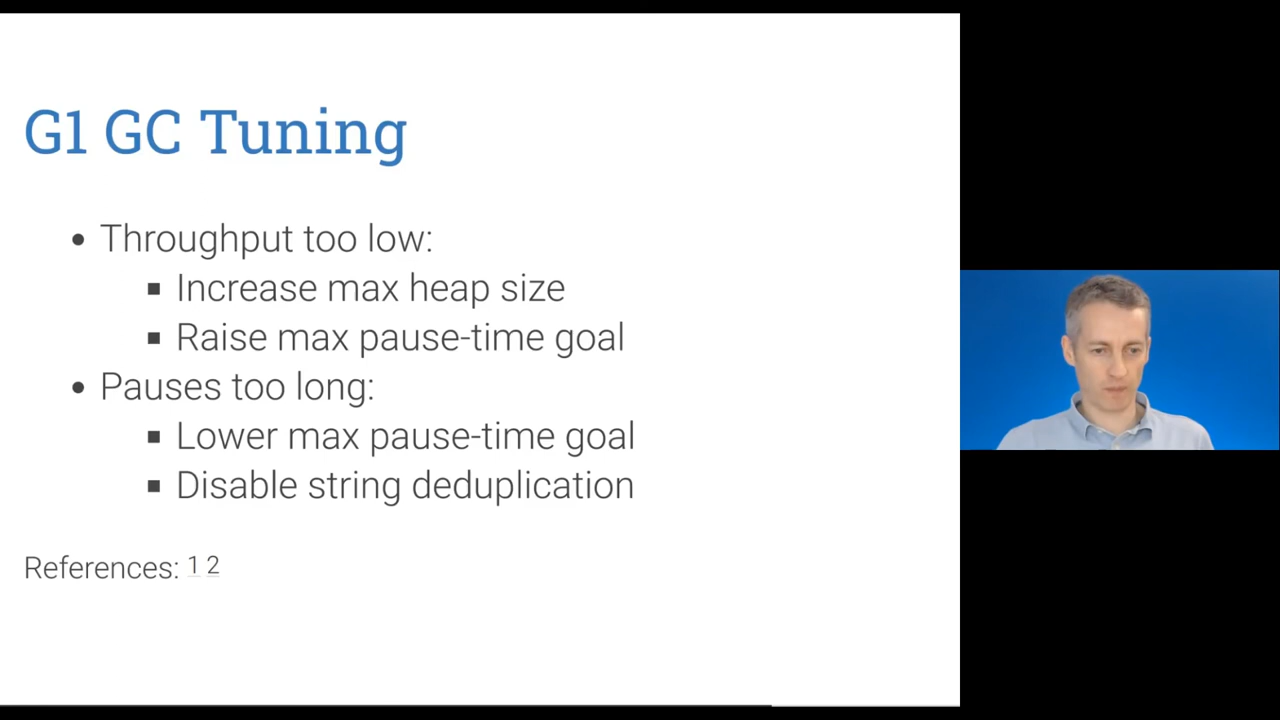 G1 GC Tuning
• Throughput too low:
▪ Increase max heap size
▪ Raise max pause-time goal
• Pauses too long:
▪ Lower max pause-time goal
▪ Disable string deduplication
References: 1 2